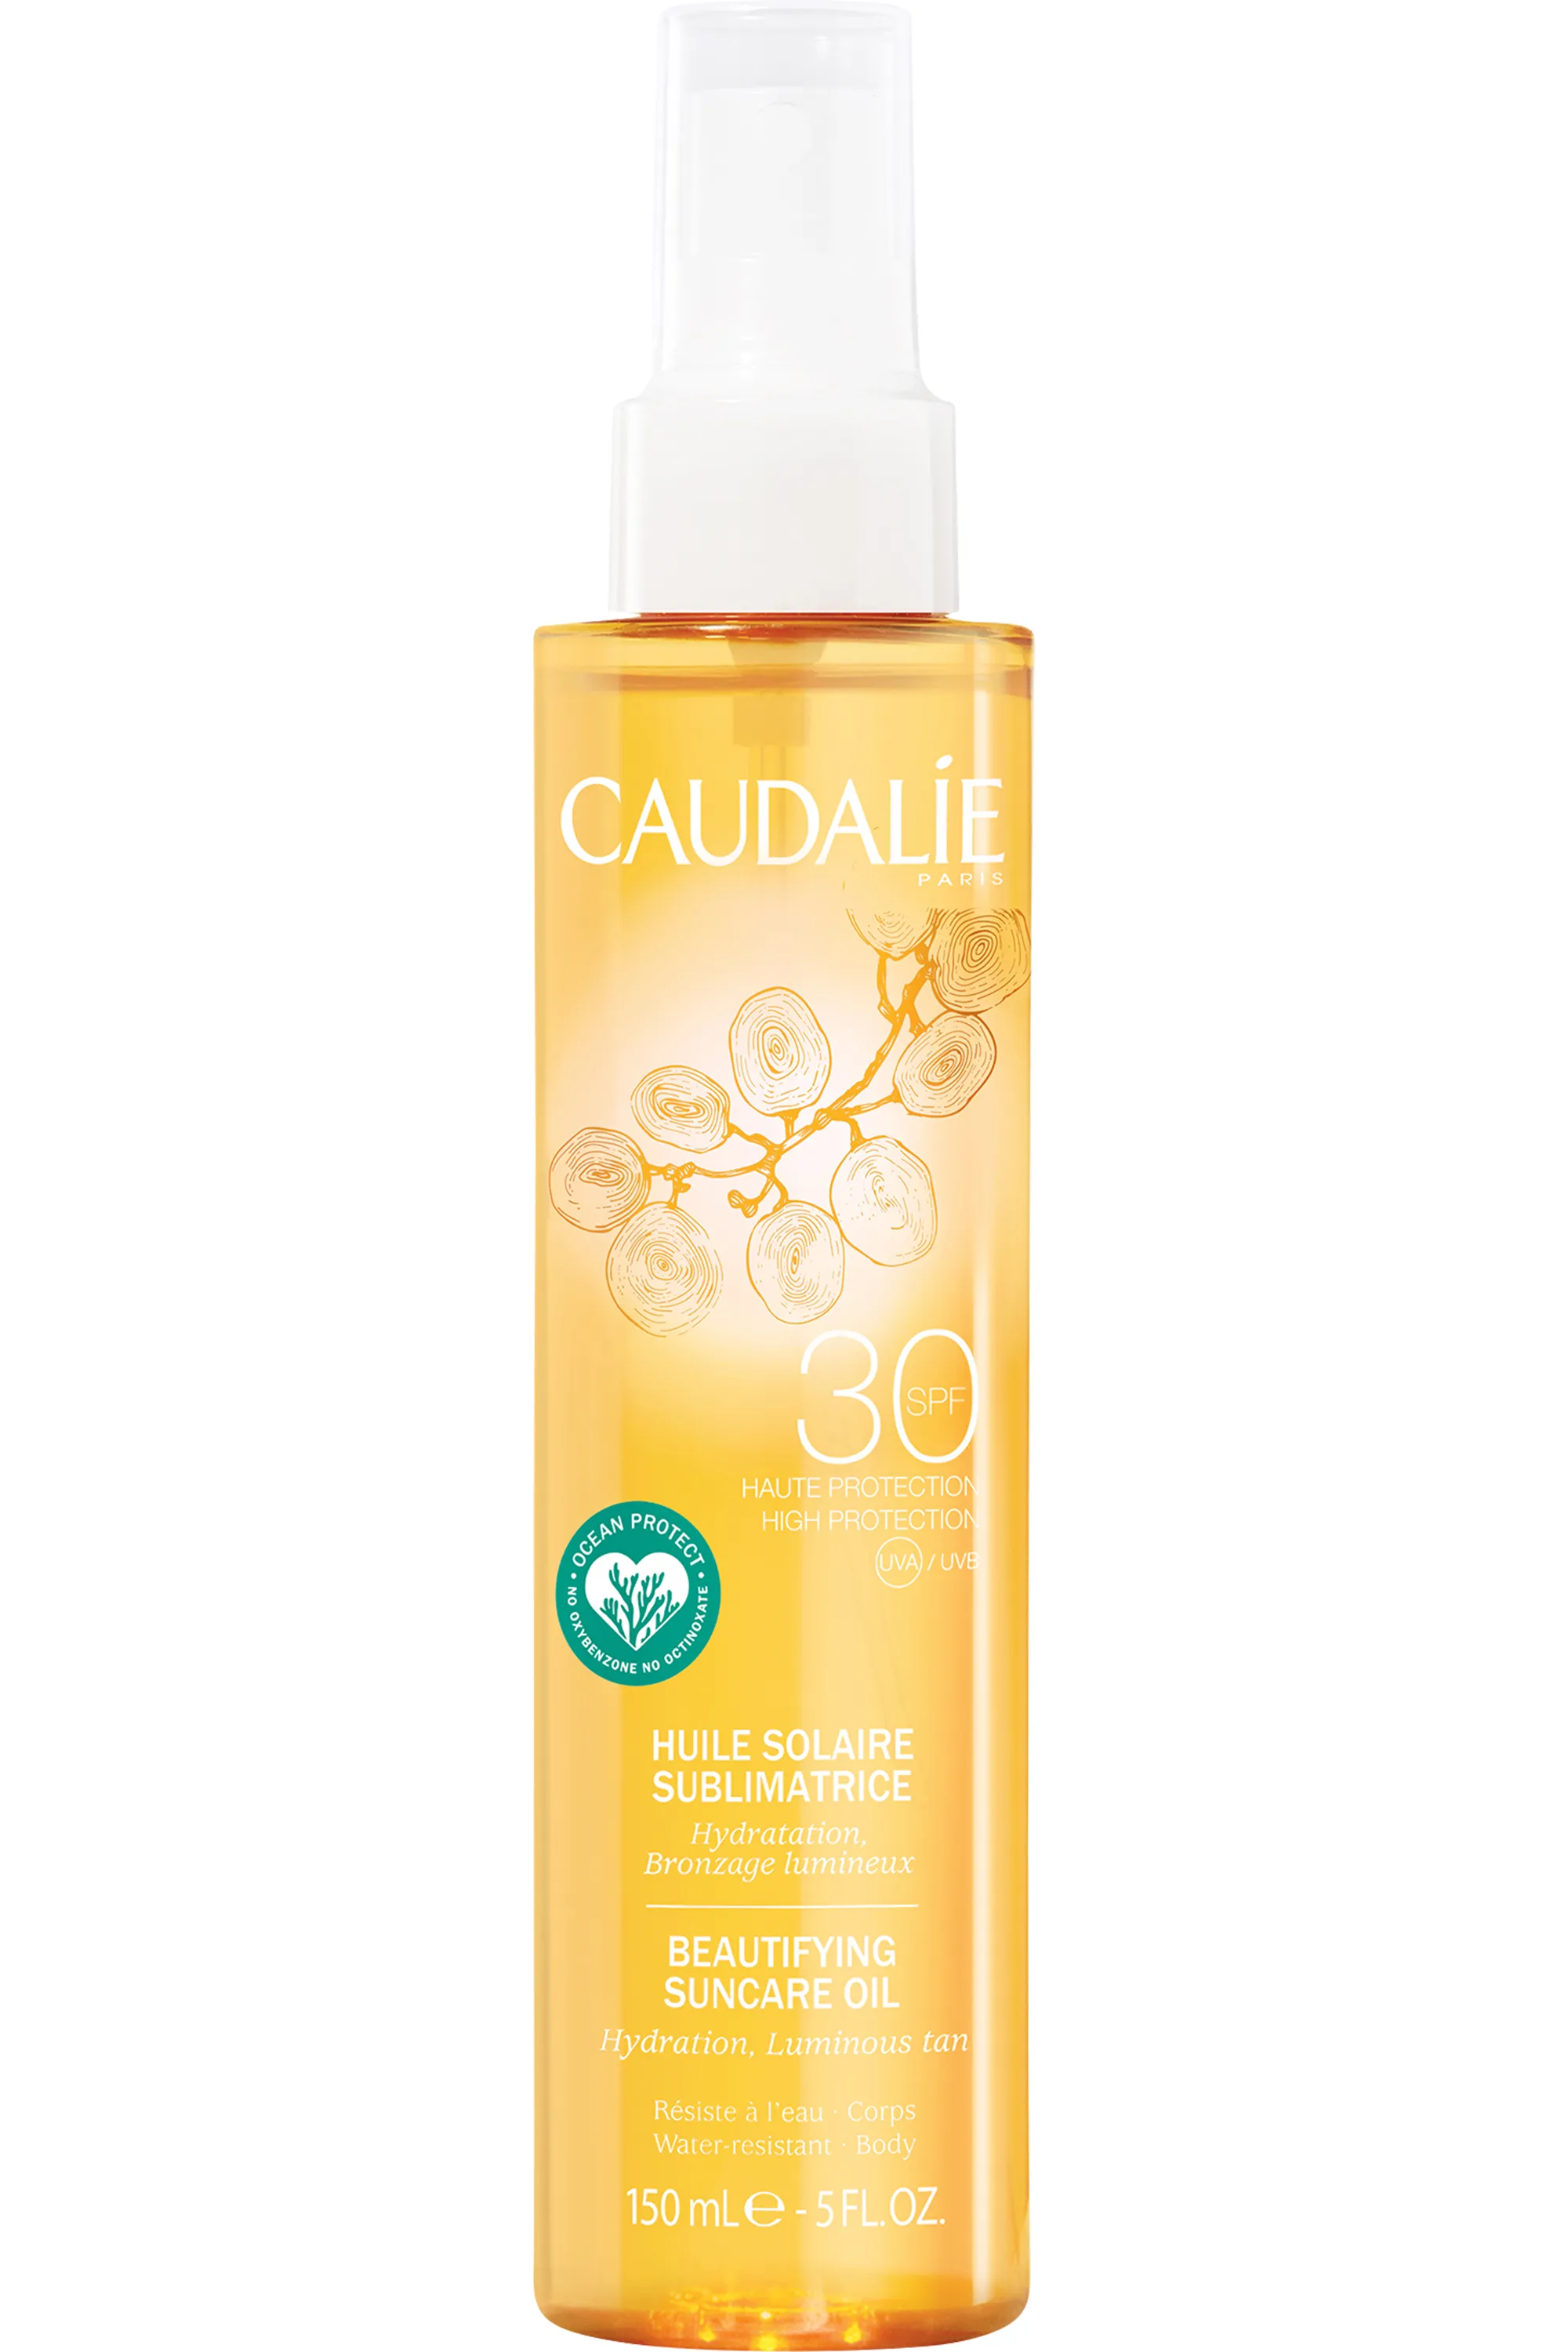 CAUDALÍE
PARIS
30
SPF
HAUTE PROTECTION
HIGH PROTECTION
UVA / UVB
• OCEAN PROTECT •
NO OXYBENZONE NO OCTINOXATE
HUILE SOLAIRE
SUBLIMATRICE
Hydratation,
Bronzage lumineux
BEAUTIFYING
SUNCARE OIL
Hydration, Luminous tan
Résiste à l'eau · Corps
Water-resistant · Body
150 mL ℮ - 5 FL. OZ.